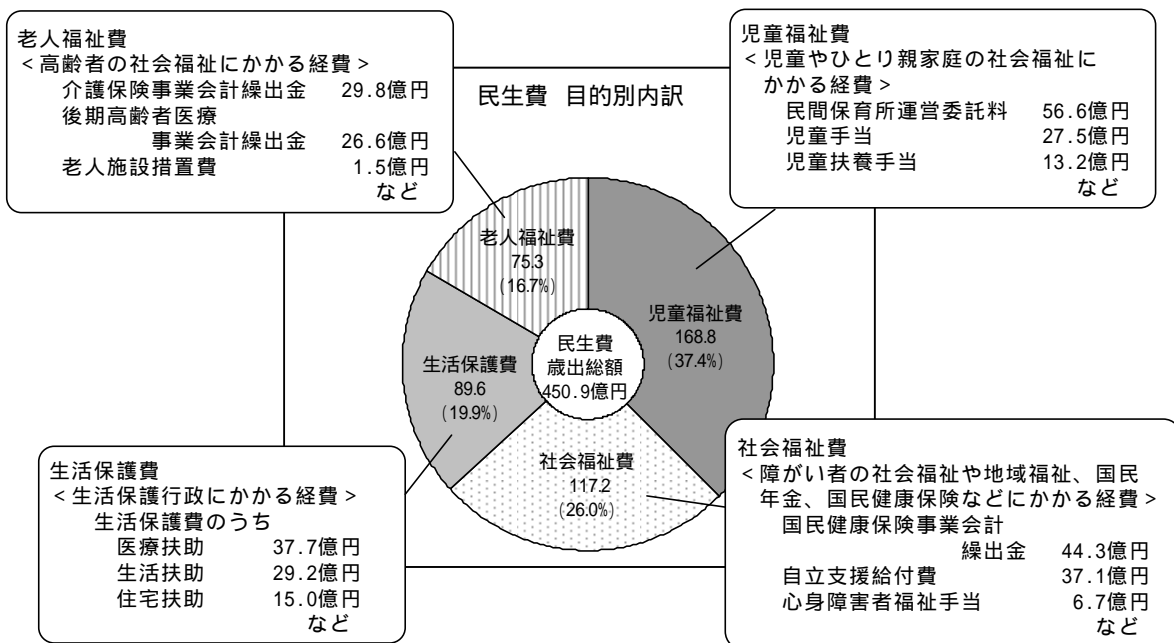 老人福祉費
<高齢者の社会福祉にかかる経費>
介護保険事業会計繰出金 29.8億円
後期高齢者医療
事業会計繰出金 26.6億円
老人施設措置費 1.5億円
など
民生費 目的別内訳
児童福祉費
<児童やひとり親家庭の社会福祉に
かかる経費>
民間保育所運営委託料 56.6億円
児童手当 27.5億円
児童扶養手当 13.2億円
など
老人福祉費
75.3
(16.7%)
児童福祉費
168.8
(37.4%)
民生費
歳出総額
450.9億円
生活保護費
89.6
(19.9%)
社会福祉費
117.2
(26.0%)
生活保護費
<生活保護行政にかかる経費>
生活保護費のうち
医療扶助 37.7億円
生活扶助 29.2億円
住宅扶助 15.0億円
など
社会福祉費
<障がい者の社会福祉や地域福祉、国民
年金、国民健康保険などにかかる経費>
国民健康保険事業会計
繰出金 44.3億円
自立支援給付費 37.1億円
心身障害者福祉手当 6.7億円
など